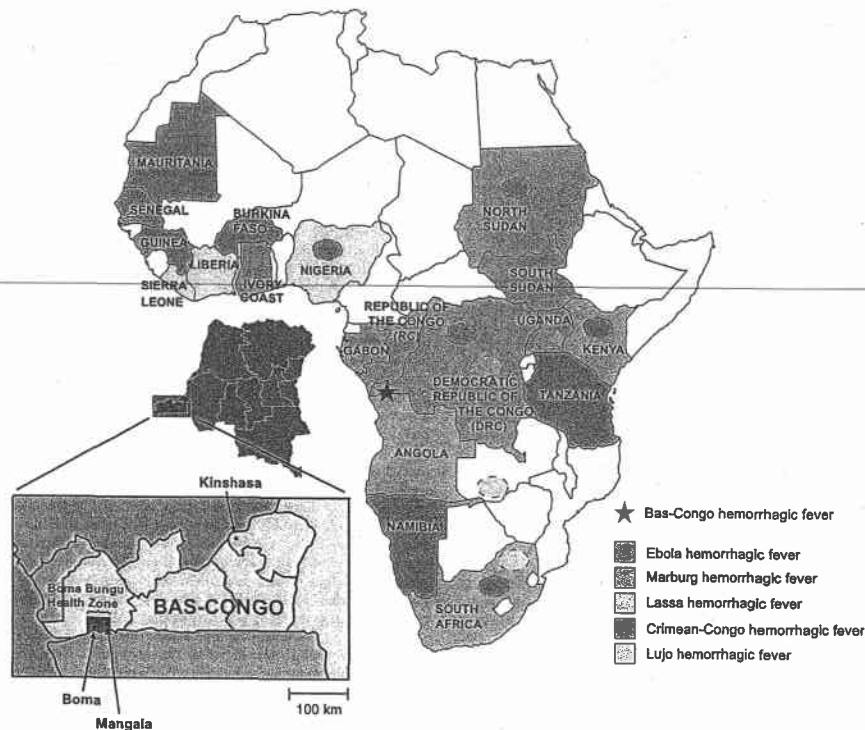 MAURITANIA
SENEGAL
GUINEA
BURKINA
FASO
LIBERIA
SIERRA
LEONE
IVORY
COAST
NIGERIA
NORTH
SUDAN
SOUTH
SUDAN
REPUBLIC OF
THE CONGO
(RC)
GABON
UGANDA
KENYA
DEMOCRATIC
REPUBLIC OF
THE CONGO
(DRC)
TANZANIA
ANGOLA
NAMIBIA
SOUTH
AFRICA
Kinshasa
Boma Bungu
Health Zone
BAS-CONGO
Boma
Mangala
100 km
Bas-Congo hemorrhagic fever
Ebola hemorrhagic fever
Marburg hemorrhagic fever
Lassa hemorrhagic fever
Crimean-Congo hemorrhagic fever
Lujo hemorrhagic fever